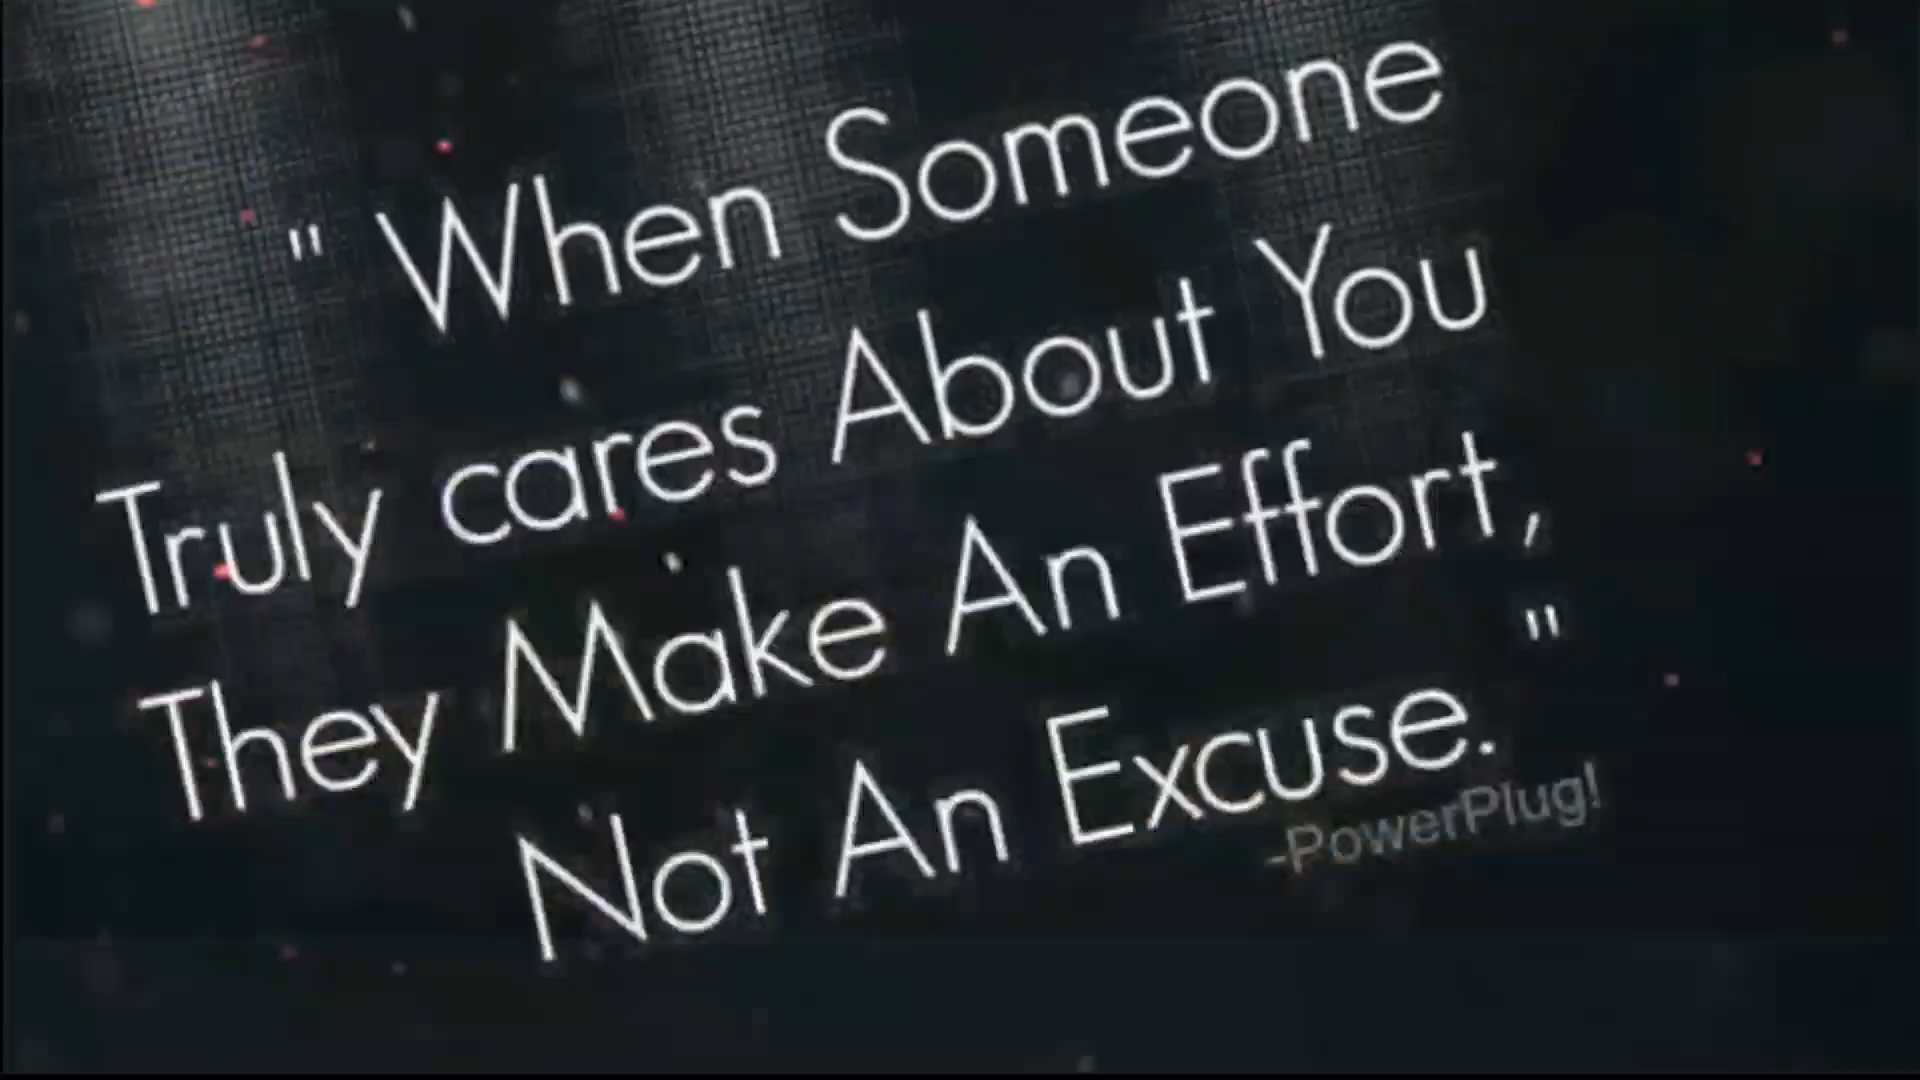 " When Someone
Truly cares About You
They Make An Effort,
Not An Excuse. "
-PowerPlug!